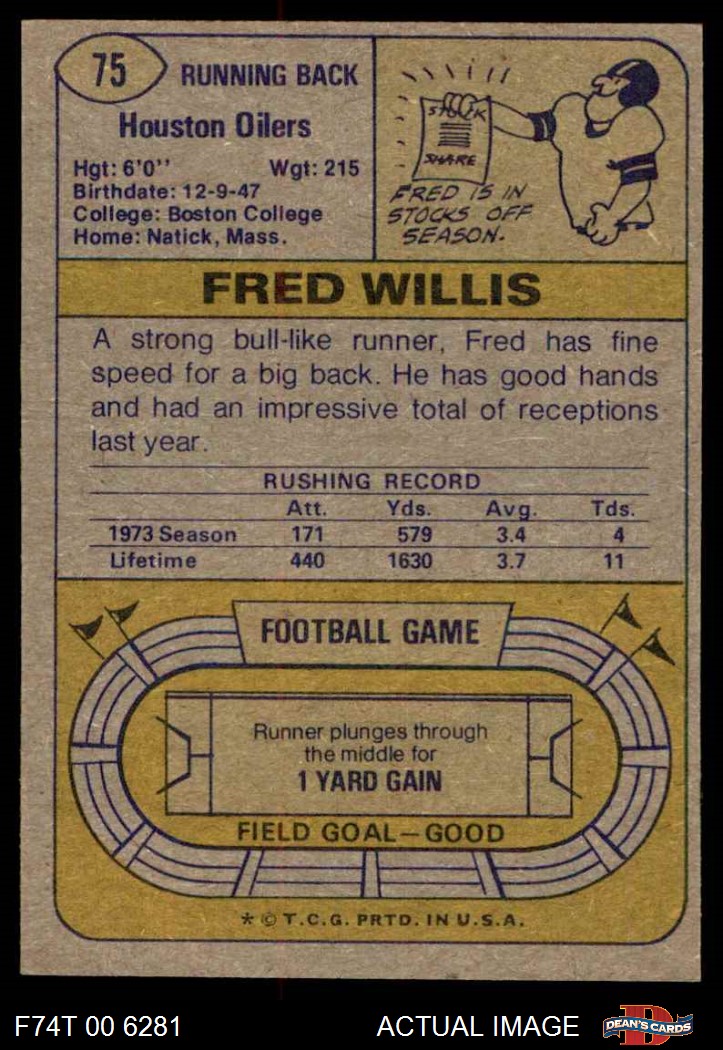 75
RUNNING BACK
Houston Oilers
Hgt: 6'0'' Wgt: 215
Birthdate: 12-9-47
College: Boston College
Home: Natick, Mass.
STOCK
SHARE
FRED IS IN
STOCKS OFF
SEASON.
FRED WILLIS
A strong bull-like runner, Fred has fine
speed for a big back. He has good hands
and had an impressive total of receptions
last year.
RUSHING RECORD
Att. Yds. Avg. Tds.
1973 Season 171 579 3.4 4
Lifetime 440 1630 3.7 11
FOOTBALL GAME
Runner plunges through
the middle for
1 YARD GAIN
FIELD GOAL—GOOD
* © T.C.G. PRTD. IN U.S.A.
F74T 00 6281 ACTUAL IMAGE
D
DEAN'S CARDS